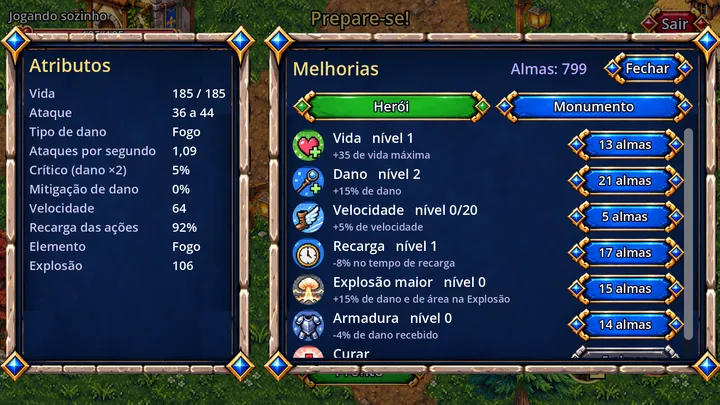 Jogando sozinho
Prepare-se!
Sair
Atributos
Vida 185 / 185
Ataque 36 a 44
Tipo de dano Fogo
Ataques por segundo 1,09
Crítico (dano ×2) 5%
Mitigação de dano 0%
Velocidade 64
Recarga das ações 92%
Elemento Fogo
Explosão 106
Melhorias
Almas: 799
Fechar
Herói
Monumento
Vida nível 1
+35 de vida máxima
13 almas
Dano nível 2
+15% de dano
21 almas
Velocidade nível 0/20
+5% de velocidade
5 almas
Recarga nível 1
-8% no tempo de recarga
17 almas
Explosão maior nível 0
+15% de dano e de área na Explosão
15 almas
Armadura nível 0
-4% de dano recebido
14 almas
Curar
Pronto